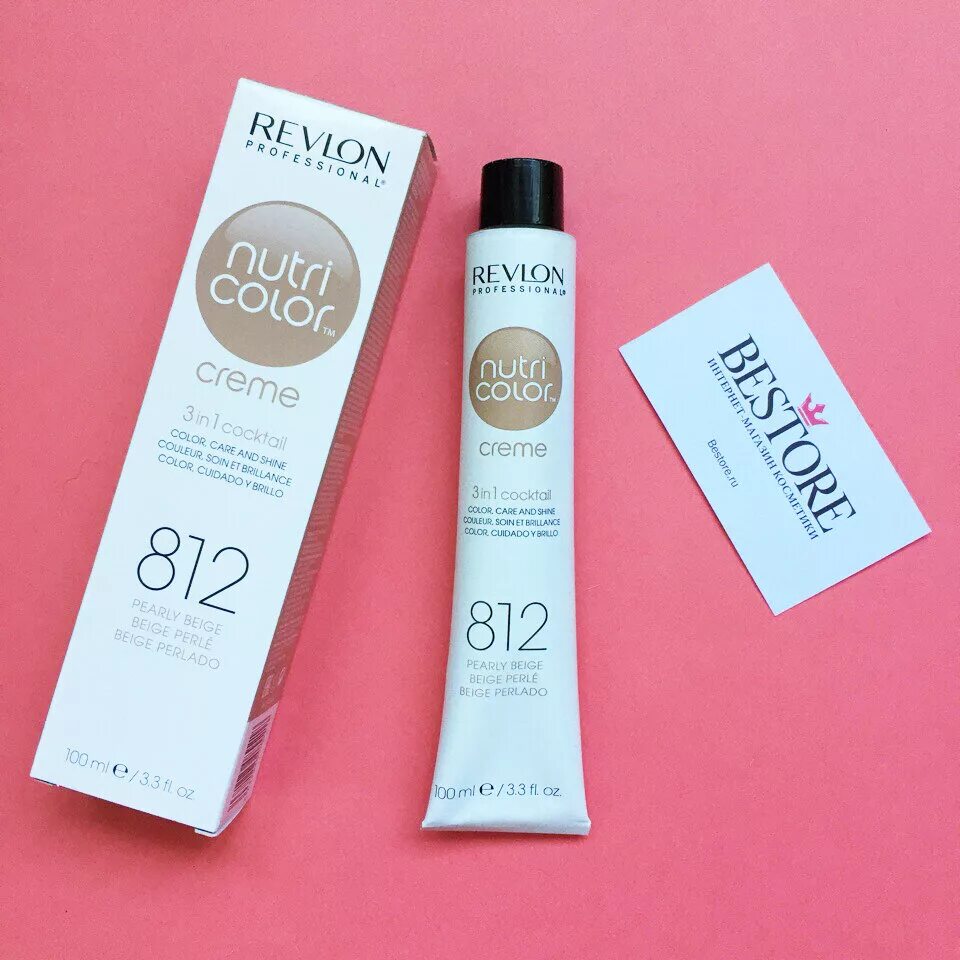 REVLON
PROFESSIONAL®
nutri
color™
creme
3 in 1 cocktail
COLOR, CARE AND SHINE
COULEUR, SOIN ET BRILLANCE
COLOR, CUIDADO Y BRILLO
812
PEARLY BEIGE
BEIGE PERLÉ
BEIGE PERLADO
100 ml e / 3.3 fl. oz.
REVLON
PROFESSIONAL®
nutri
color™
creme
3 in 1 cocktail
COLOR, CARE AND SHINE
COULEUR, SOIN ET BRILLANCE
COLOR, CUIDADO Y BRILLO
812
PEARLY BEIGE
BEIGE PERLÉ
BEIGE PERLADO
100 ml e / 3.3 fl. oz.
BESTORE
ИНТЕРНЕТ-МАГАЗИН КОСМЕТИКИ
Bestore.ru